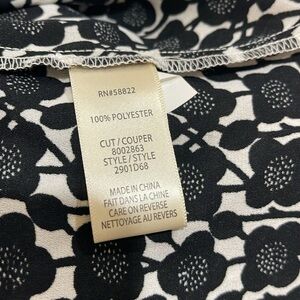 RN#58822
100% POLYESTER
CUT / COUPER
8002863
STYLE / STYLE
2901D68
MADE IN CHINA
FAIT DANS LA CHINE
CARE ON REVERSE
NETTOYAGE AU REVERS